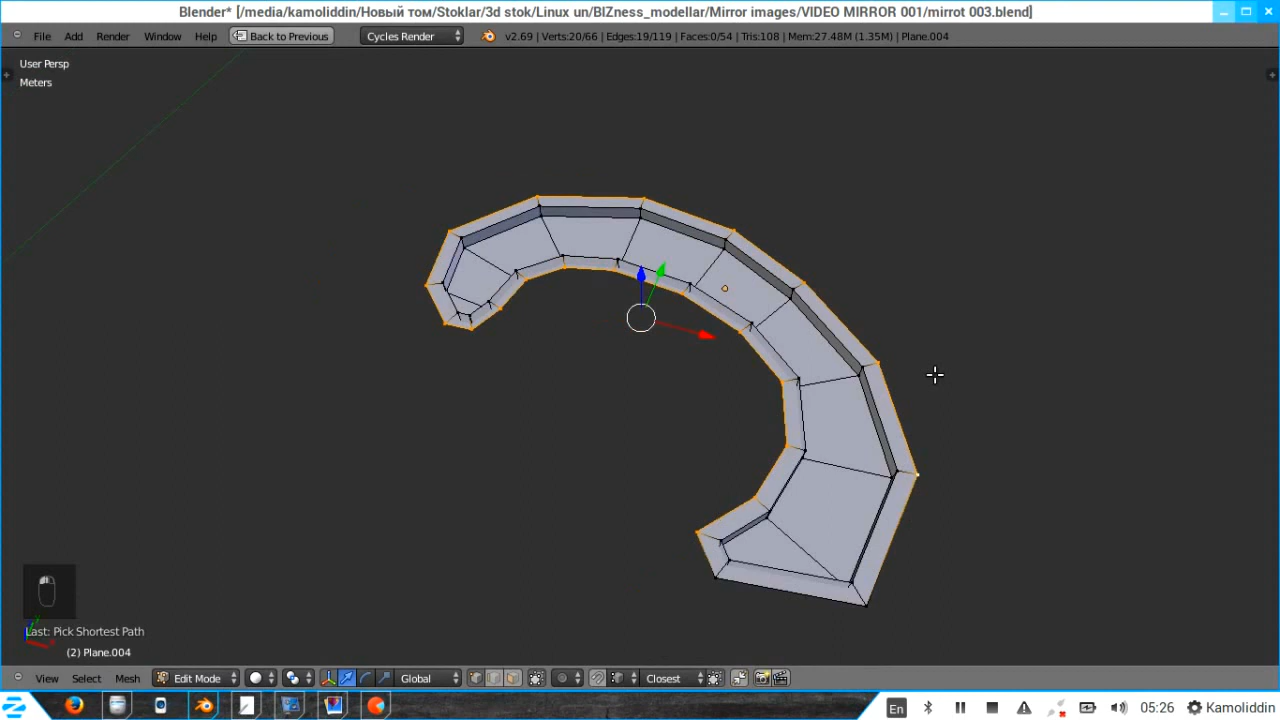 Blender* [/media/kamoliddin/Новый том/Stoklar/3d stok/Linux un/BIZness_modellar/Mirror images/VIDEO MIRROR 001/mirrot 003.blend]
File Add Render Window Help Back to Previous Cycles Render v2.69 | Verts:20/66 | Edges:19/119 | Faces:0/54 | Tris:108 | Mem:27.48M (1.35M) | Plane.004
User Persp
Meters
Last: Pick Shortest Path
(2) Plane.004
View Select Mesh Edit Mode Global Closest
En 05:26 Kamoliddin